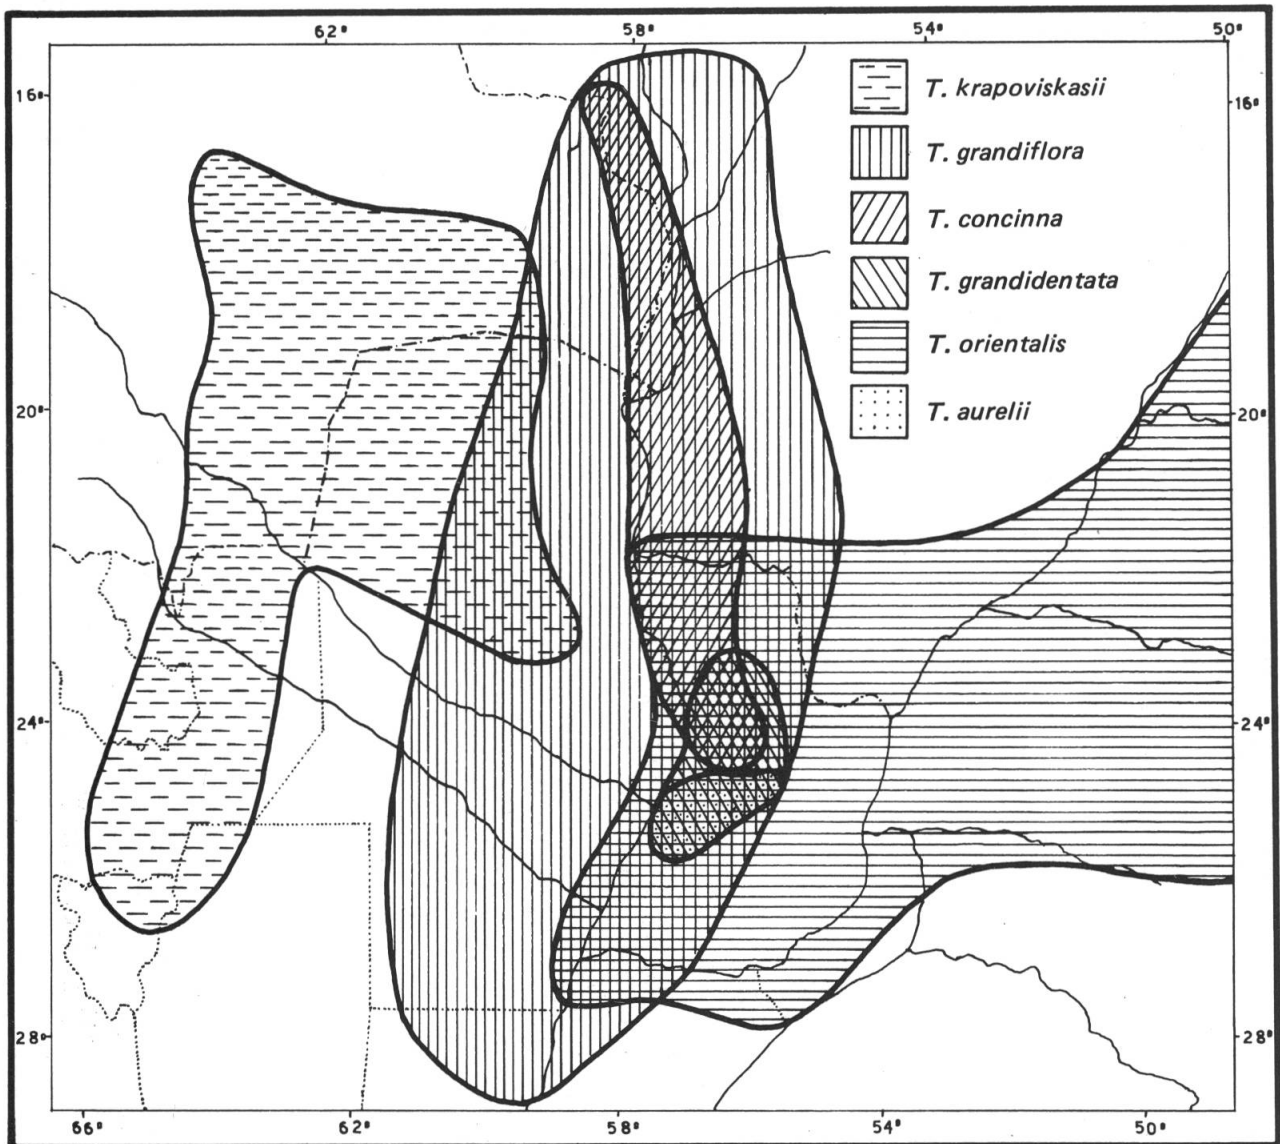 62° 58° 54° 50°
16° 16°
T. krapoviskasii
T. grandiflora
T. concinna
T. grandidentata
T. orientalis
T. aurelii
20° 20°
24° 24°
28° 28°
66° 62° 58° 54° 50°